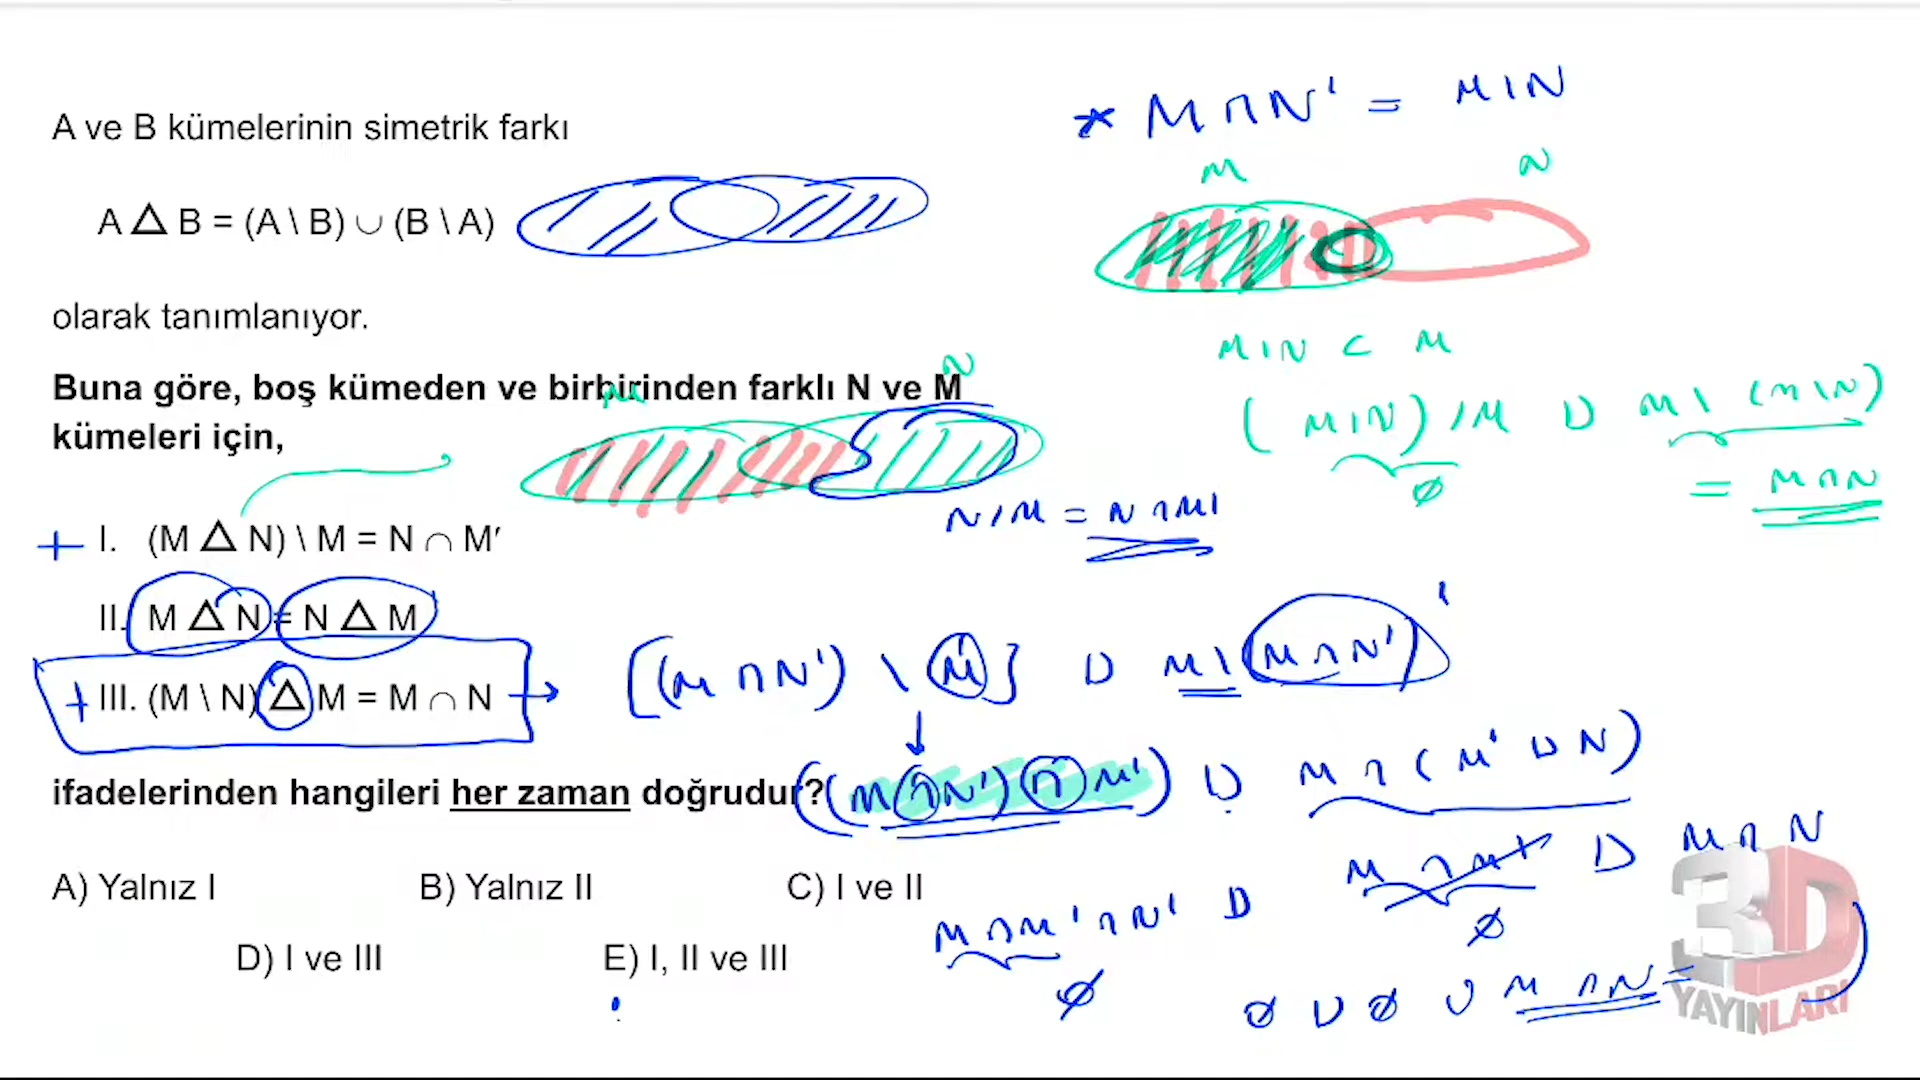 A ve B kümelerinin simetrik farkı
A △ B = (A \ B) ∪ (B \ A)
olarak tanımlanıyor.
Buna göre, boş kümeden ve birbirinden farklı N ve M
kümeleri için,
+ I. (M △ N) \ M = N ∩ M′
II. M △ N = N △ M
+ III. (M \ N) △ M = M ∩ N →
ifadelerinden hangileri her zaman doğrudur?
A) Yalnız I B) Yalnız II C) I ve II
D) I ve III E) I, II ve III
* M ∩ N' = M \ N
M N
M \ N ⊂ M
(M \ N) \ M ∪ M \ (M \ N)
∅ = M ∩ N
M N
N \ M = N ∩ M'
[(M ∩ N') \ M] ∪ M \ (M ∩ N')'
((M ∩ N') ∩ M') ∪ M ∩ (M' ∪ N)
M ∩ M' ∪ M ∩ N
∅
M ∩ M' ∩ N' ∪
∅
∅ ∪ ∅ ∪ M ∩ N =
3D
YAYINLARI